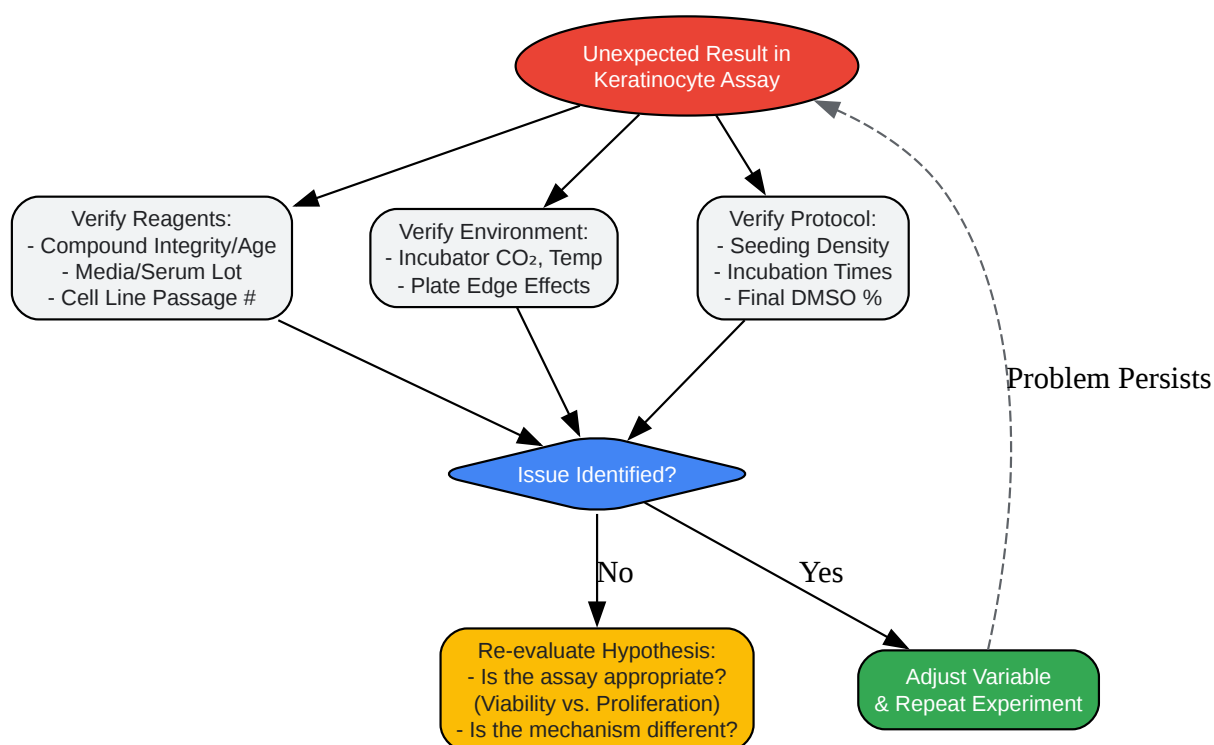 Unexpected Result in
Keratinocyte Assay
Verify Reagents:
- Compound Integrity/Age
- Media/Serum Lot
- Cell Line Passage #
Verify Environment:
- Incubator CO₂, Temp
- Plate Edge Effects
Verify Protocol:
- Seeding Density
- Incubation Times
- Final DMSO %
Problem Persists
Issue Identified?
No
Yes
Re-evaluate Hypothesis:
- Is the assay appropriate?
(Viability vs. Proliferation)
- Is the mechanism different?
Adjust Variable
& Repeat Experiment